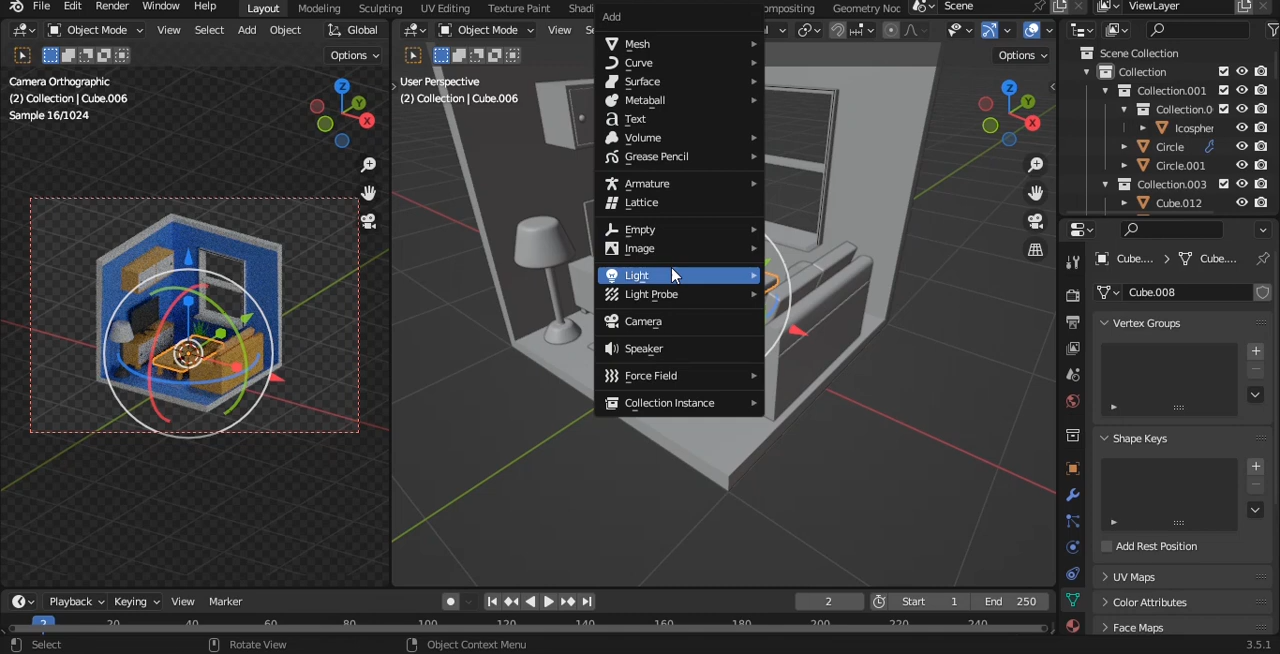 File Edit Render Window Help Layout Modeling Sculpting UV Editing Texture Paint Shadi ompositing Geometry Noc Scene ViewLayer
Object Mode View Select Add Object Global Object Mode View Se
Options Options
Camera Orthographic
(2) Collection | Cube.006
Sample 16/1024
User Perspective
(2) Collection | Cube.006
Z
Y
X
Z
Y
X
Add
Mesh
Curve
Surface
Metaball
Text
Volume
Grease Pencil
Armature
Lattice
Empty
Image
Light
Light Probe
Camera
Speaker
Force Field
Collection Instance
Scene Collection
Collection
Collection.001
Collection.0
Icospher
Circle
Circle.001
Collection.003
Cube.012
Cube.... > Cube....
Cube.008
Vertex Groups
Shape Keys
Add Rest Position
UV Maps
Color Attributes
Face Maps
Playback Keying View Marker 2 Start 1 End 250
2 20 40 60 80 100 120 140 160 180 200 220 240
Select Rotate View Object Context Menu 3.5.1